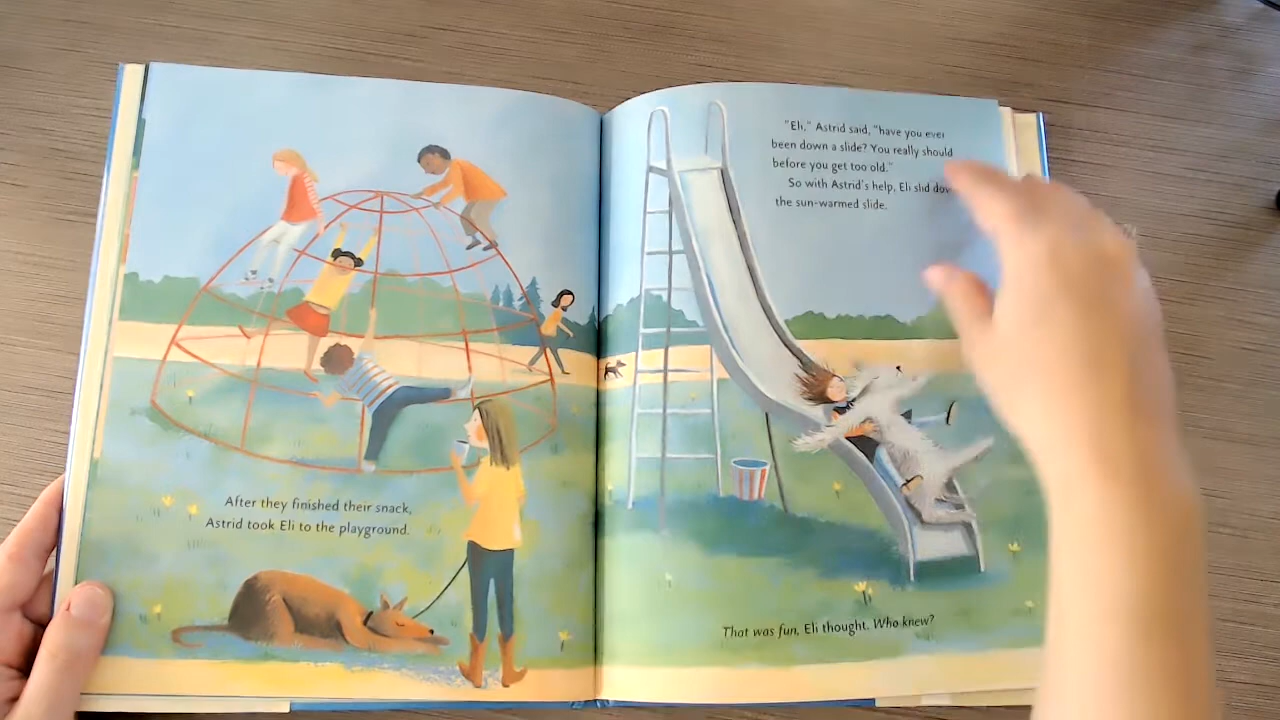 After they finished their snack,
Astrid took Eli to the playground.
"Eli," Astrid said, "have you ever
been down a slide? You really should
before you get too old."
So with Astrid's help, Eli slid
the sun-warmed slide.
That was fun, Eli thought. Who knew?